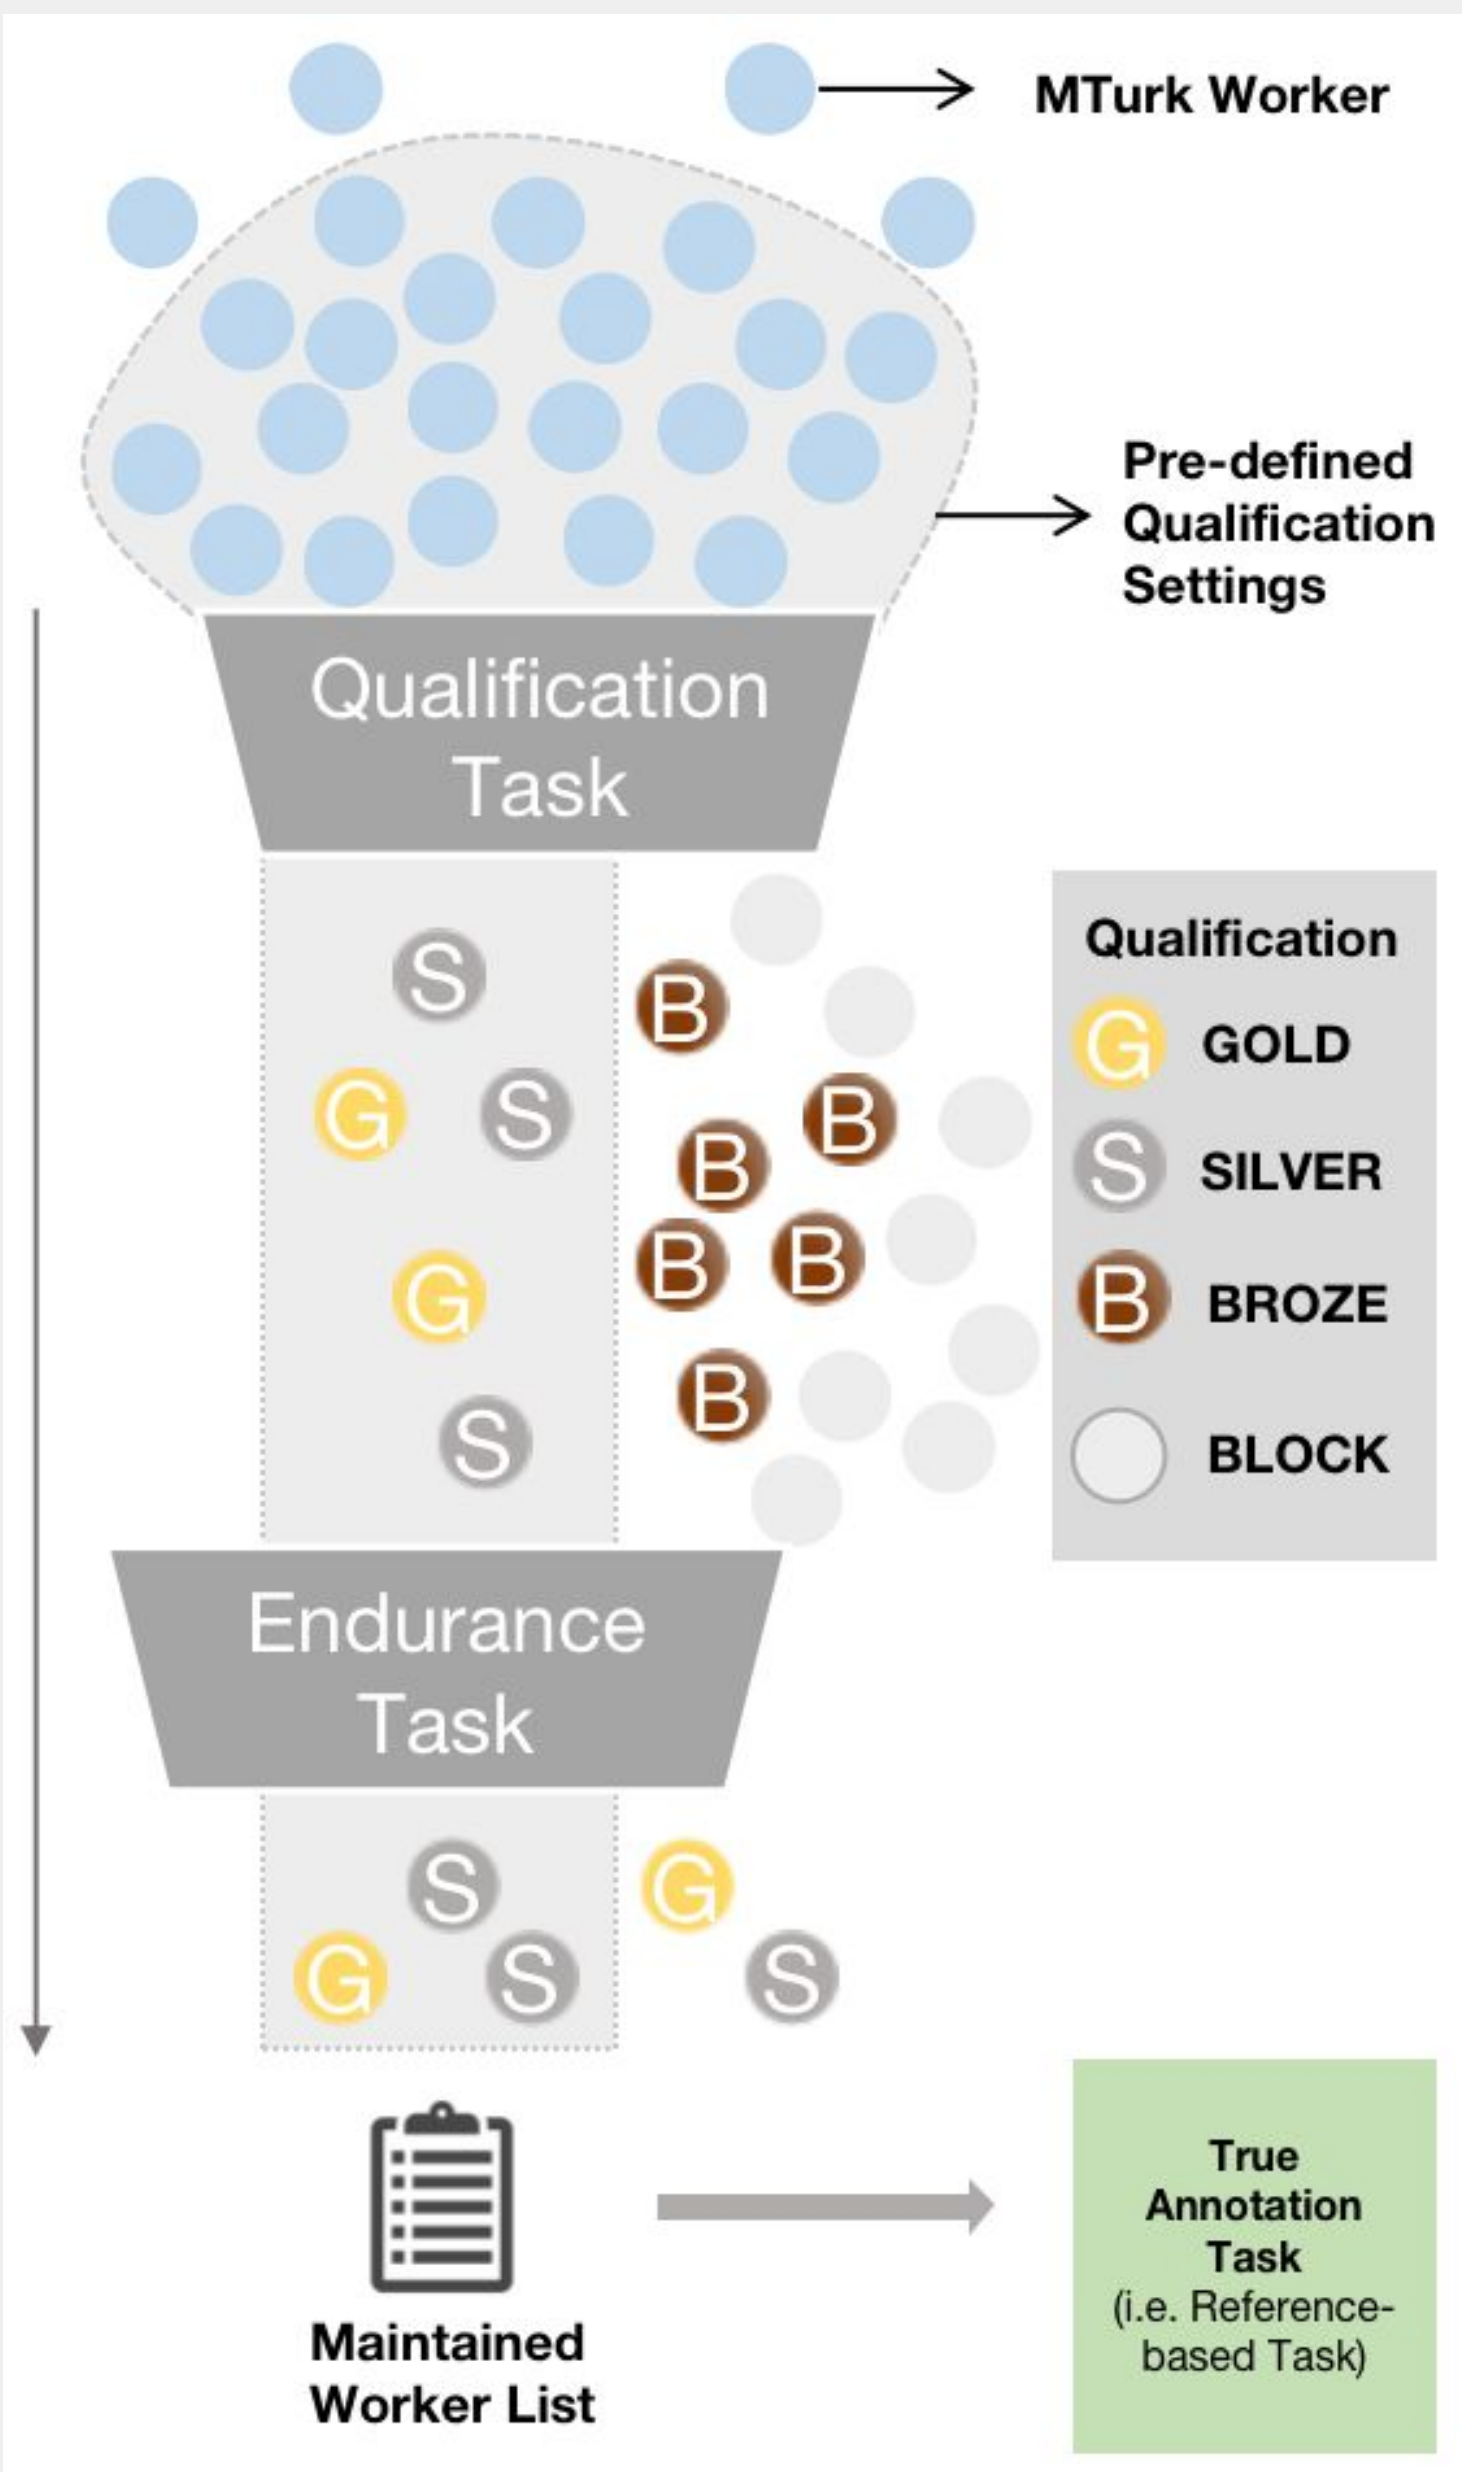 MTurk Worker
Pre-defined
Qualification
Settings
Qualification
Task
S
G
S
G
S
B
B
B
B
B
B
Qualification
G GOLD
S SILVER
B BROZE
BLOCK
Endurance
Task
S
G
S
G
S
Maintained
Worker List
True
Annotation
Task
(i.e. Reference-
based Task)